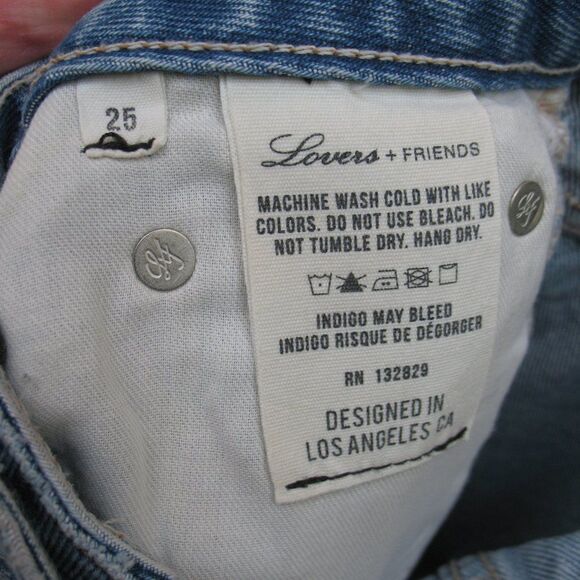 25
Lovers + FRIENDS
MACHINE WASH COLD WITH LIKE
COLORS. DO NOT USE BLEACH. DO
NOT TUMBLE DRY. HANG DRY.
INDIGO MAY BLEED
INDIGO RISQUE DE DÉGORGER
RN 132829
DESIGNED IN
LOS ANGELES CA
L+f
L+f